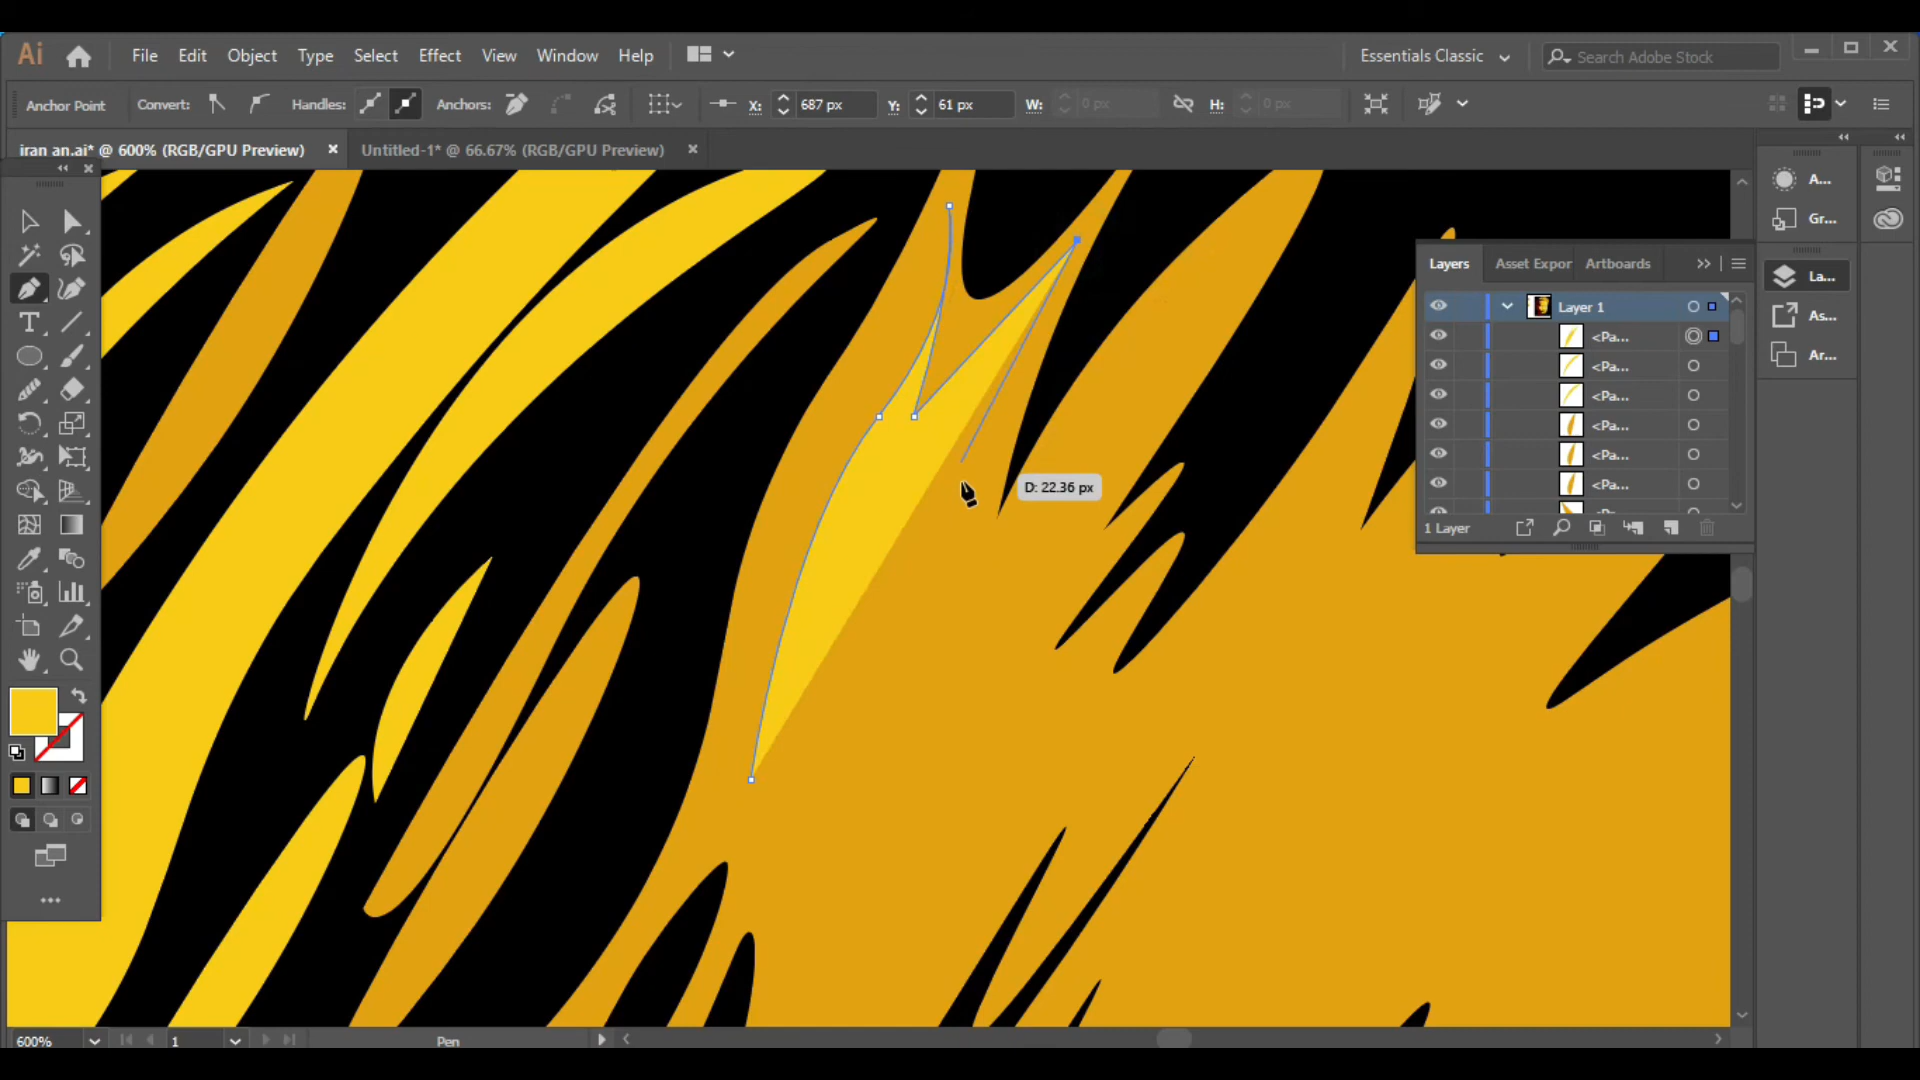 Ai File Edit Object Type Select Effect View Window Help Essentials Classic Search Adobe Stock
Anchor Point Convert: Handles: Anchors: X: 687 px Y: 61 px W: 0 px H: 0 px
iran an.ai* @ 600% (RGB/GPU Preview) Untitled-1* @ 66.67% (RGB/GPU Preview)
A...
Gr...
Layers Asset Expor Artboards
La...
Layer 1
As...
<Pa...
Ar...
<Pa...
<Pa...
<Pa...
<Pa...
<Pa...
1 Layer
D: 22.36 px
600% 1 Pen